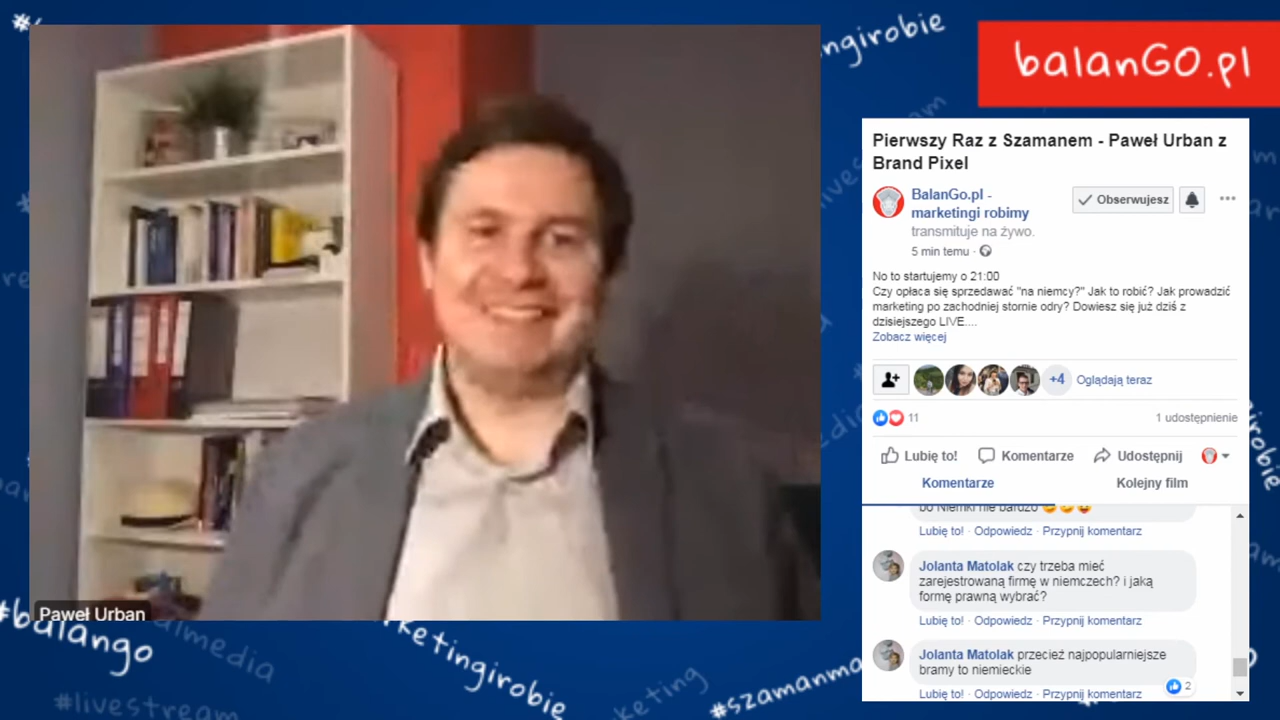 ngirobie
balanGO.pl
Pierwszy Raz z Szamanem - Paweł Urban z
Brand Pixel
BalanGo.pl -
marketingi robimy
transmituje na żywo.
5 min temu ·
Obserwujesz
No to startujemy o 21:00
Czy opłaca się sprzedawać "na niemcy?" Jak to robić? Jak prowadzić
marketing po zachodniej stornie odry? Dowiesz się już dziś z
dzisiejszego LIVE....
Zobacz więcej
+4 Oglądają teraz
11
1 udostępnienie
Lubię to! Komentarze Udostępnij
Komentarze Kolejny film
bo Niemki nie bardzo
Lubię to! · Odpowiedz · Przypnij komentarz
Jolanta Matolak czy trzeba mieć
zarejestrowaną firmę w niemczech? i jaką
formę prawną wybrać?
Lubię to! · Odpowiedz · Przypnij komentarz
Jolanta Matolak przecież najpopularniejsze
bramy to niemieckie
2
Lubię to! · Odpowiedz · Przypnij komentarz
Paweł Urban
#balango
almedia
#livestream
ketingirobie
keting
#szamanma